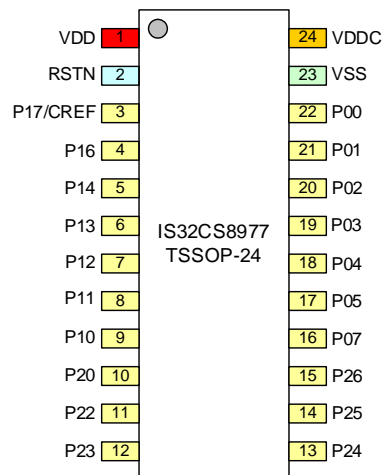 VDD 1 24 VDDC
RSTN 2 23 VSS
P17/CREF 3 22 P00
P16 4 21 P01
P14 5 20 P02
P13 6 19 P03
IS32CS8977
TSSOP-24
P12 7 18 P04
P11 8 17 P05
P10 9 16 P07
P20 10 15 P26
P22 11 14 P25
P23 12 13 P24